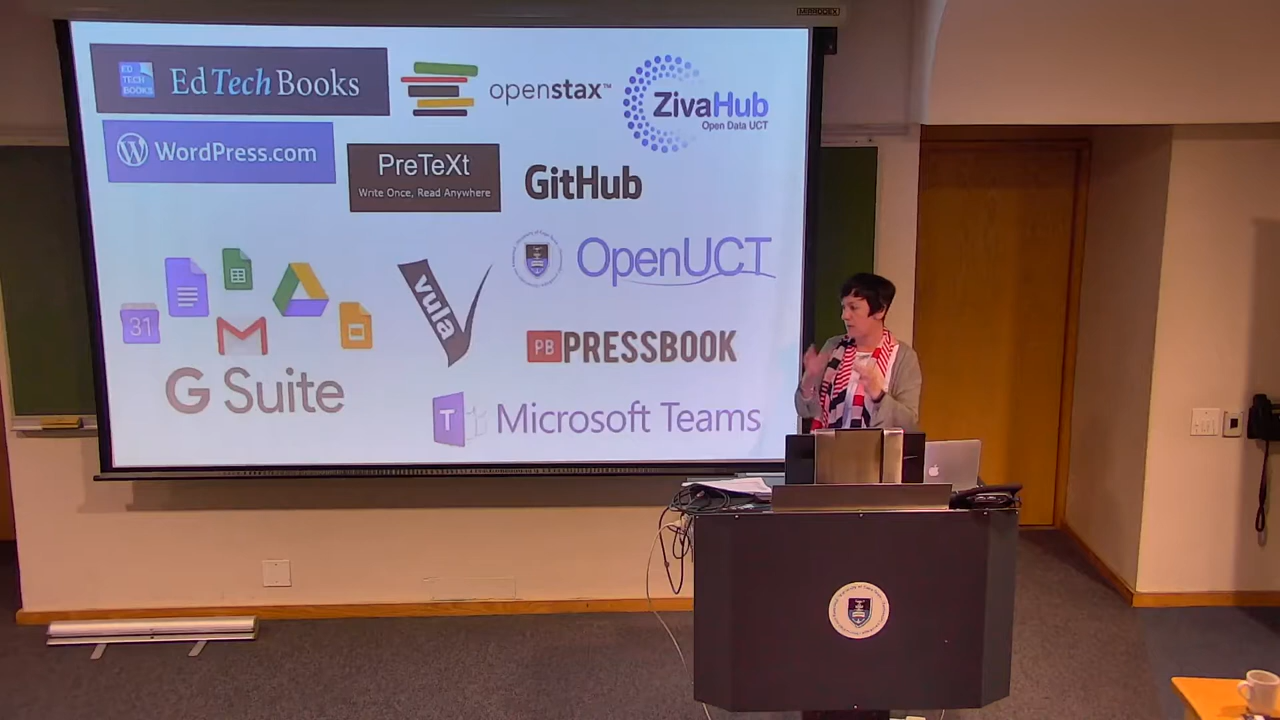 ED
TECH
BOOKS
EdTechBooks
openstax™
ZivaHub
Open Data UCT
WordPress.com
PreTeXt
Write Once, Read Anywhere
GitHub
OpenUCT
31
vula
G Suite
PB PRESSBOOK
T
Microsoft Teams